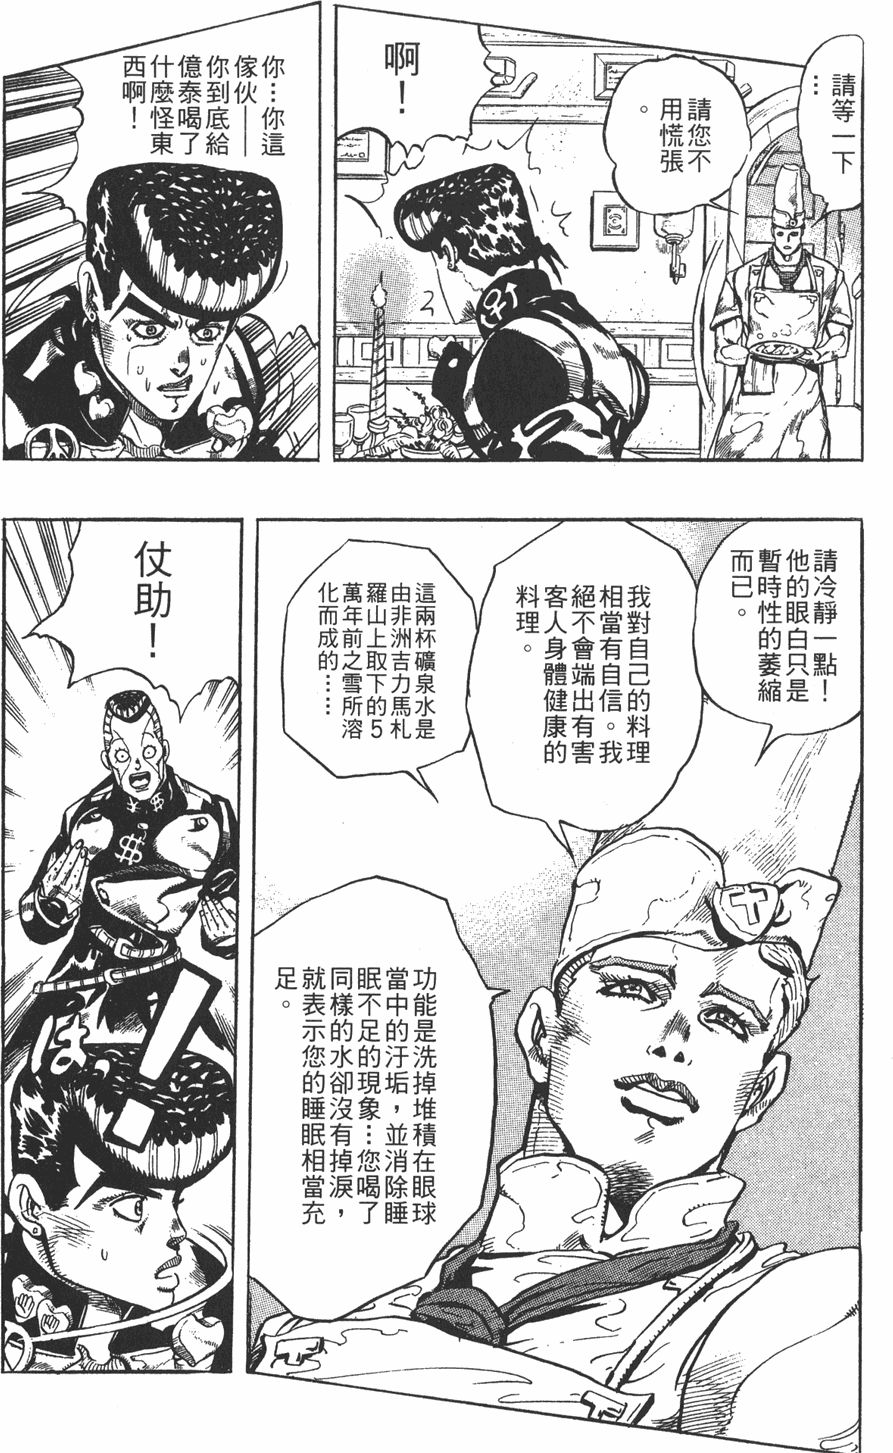 請等一下
…
請您不
用慌張
。
啊！
你…你這
傢伙——
你到底給
億泰喝了
什麼怪東
西啊！
請冷靜一點！
他的眼白只是
暫時性的萎縮
而已。
我對自己的料理
相當有自信。我
絕不會端出有害
客人身體健康的
料理。
這兩杯礦泉水是
由非洲吉力馬札
羅山上取下的5
萬年前之雪所溶
化而成的……
功能是洗掉堆積在眼球
當中的汙垢，並消除睡
眠不足的現象…您喝了
同樣的水卻沒有掉淚，
就表示您的睡眠相當充
足。
仗助！
¥
$
$
は
！